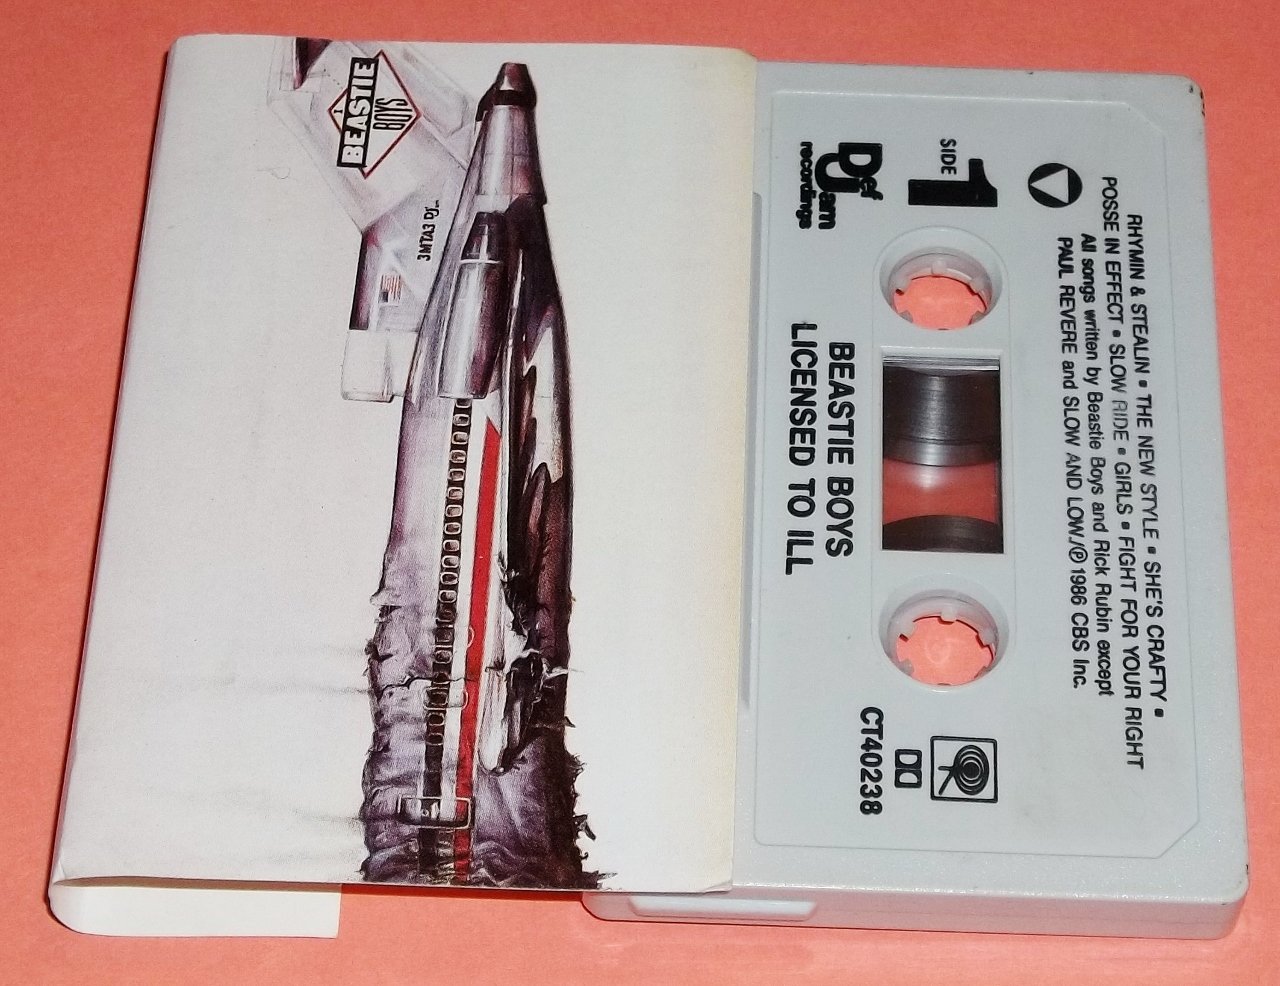 BEASTIE
BOYS
3MTA3 DJ
Def
Jam
recordings
SIDE
1
RHYMIN & STEALIN • THE NEW STYLE • SHE'S CRAFTY •
POSSE IN EFFECT • SLOW RIDE • GIRLS • FIGHT FOR YOUR RIGHT
All songs written by Beastie Boys and Rick Rubin except
PAUL REVERE and SLOW AND LOW./℗ 1986 CBS Inc.
BEASTIE BOYS
LICENSED TO ILL
CT40238